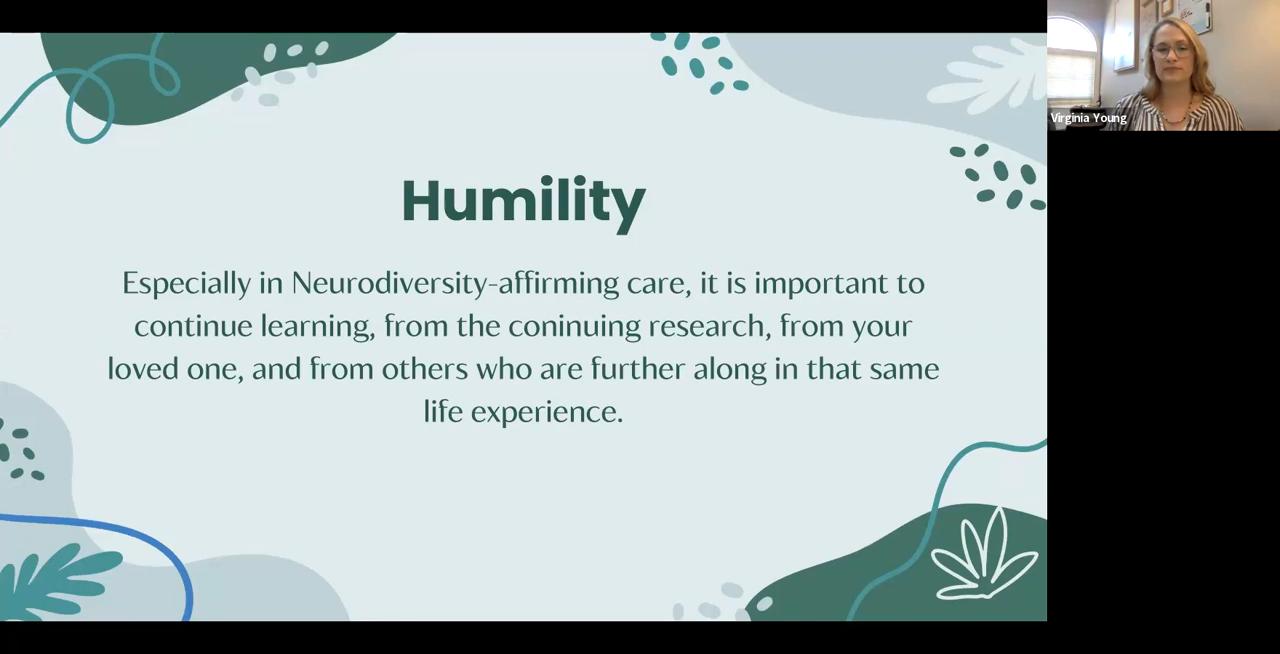 Humility
Especially in Neurodiversity-affirming care, it is important to
continue learning, from the coninuing research, from your
loved one, and from others who are further along in that same
life experience.
Virginia Young